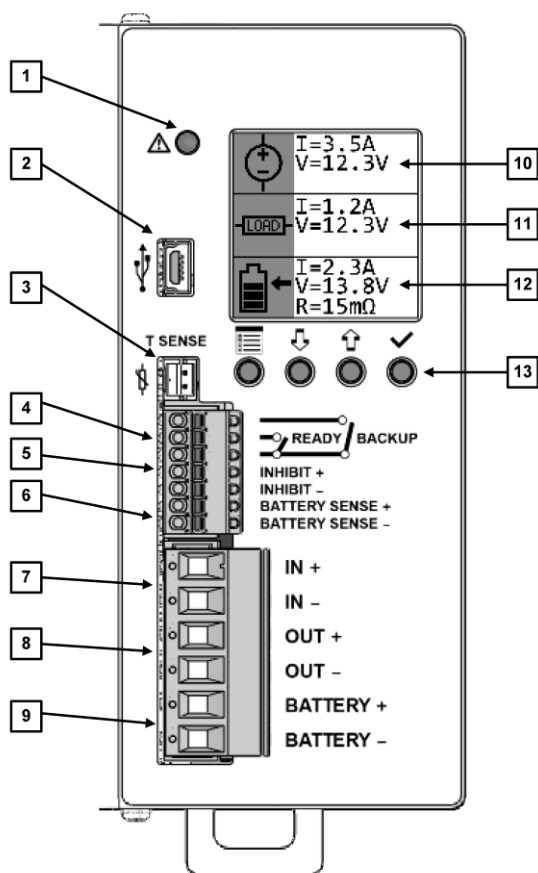 1
2
3
4
5
6
7
8
9
10
11
12
13
I=3.5A
V=12.3V
I=1.2A
V=12.3V
LOAD
I=2.3A
V=13.8V
R=15mΩ
T SENSE
READY
BACKUP
INHIBIT +
INHIBIT –
BATTERY SENSE +
BATTERY SENSE –
IN +
IN –
OUT +
OUT –
BATTERY +
BATTERY –